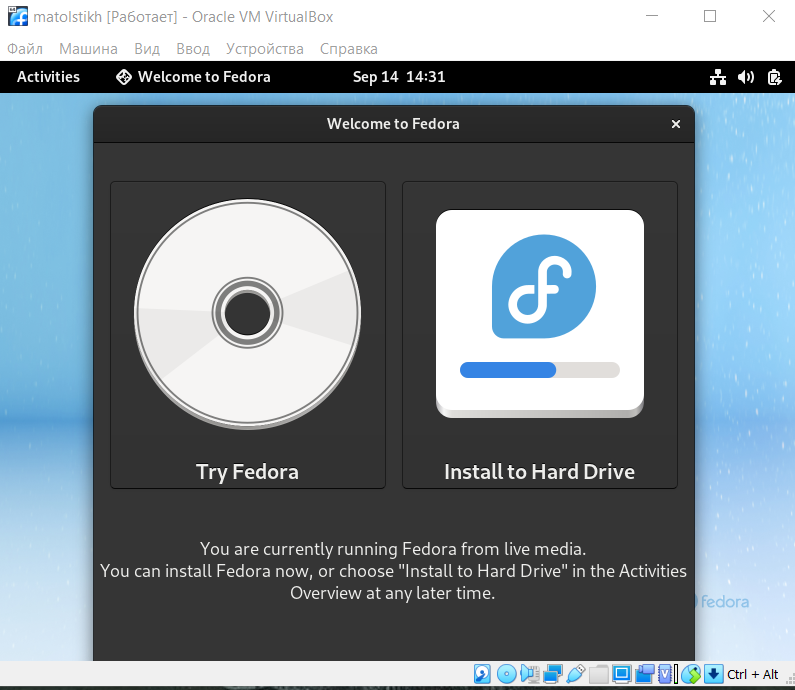 matolstikh [Работает] - Oracle VM VirtualBox
Файл Машина Вид Ввод Устройства Справка
Activities Welcome to Fedora Sep 14 14:31
Welcome to Fedora ×
Try Fedora Install to Hard Drive
You are currently running Fedora from live media.
You can install Fedora now, or choose "Install to Hard Drive" in the Activities
Overview at any later time.
fedora
Ctrl + Alt